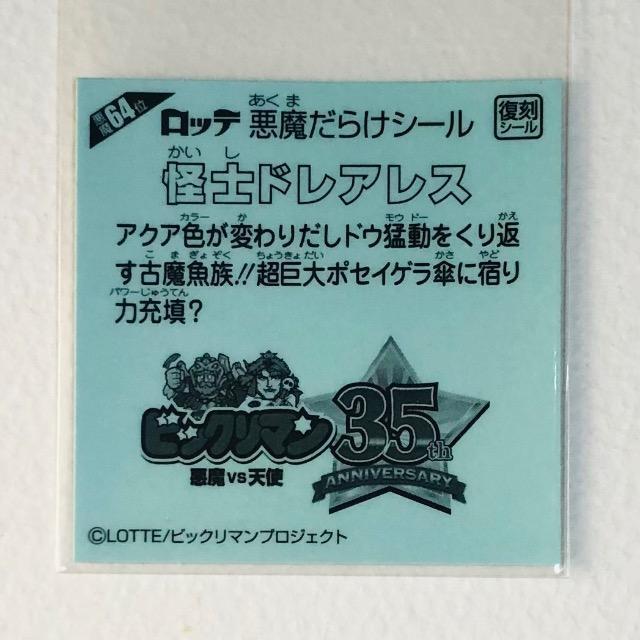 悪魔64位
ロッテ 悪魔だらけシール
あくま
復刻シール
怪士ドレアレス
かいし
アクア色が変わりだしドウ猛動をくり返
カラー か モウ ドー かえ
す古魔魚族!!超巨大ポセイゲラ傘に宿り
こ ま ぎょぞく ちょうきょだい かさ やど
力充填?
パワーじゅうてん
ビックリマン
悪魔VS天使
35th
ANNIVERSARY
©LOTTE/ビックリマンプロジェクト